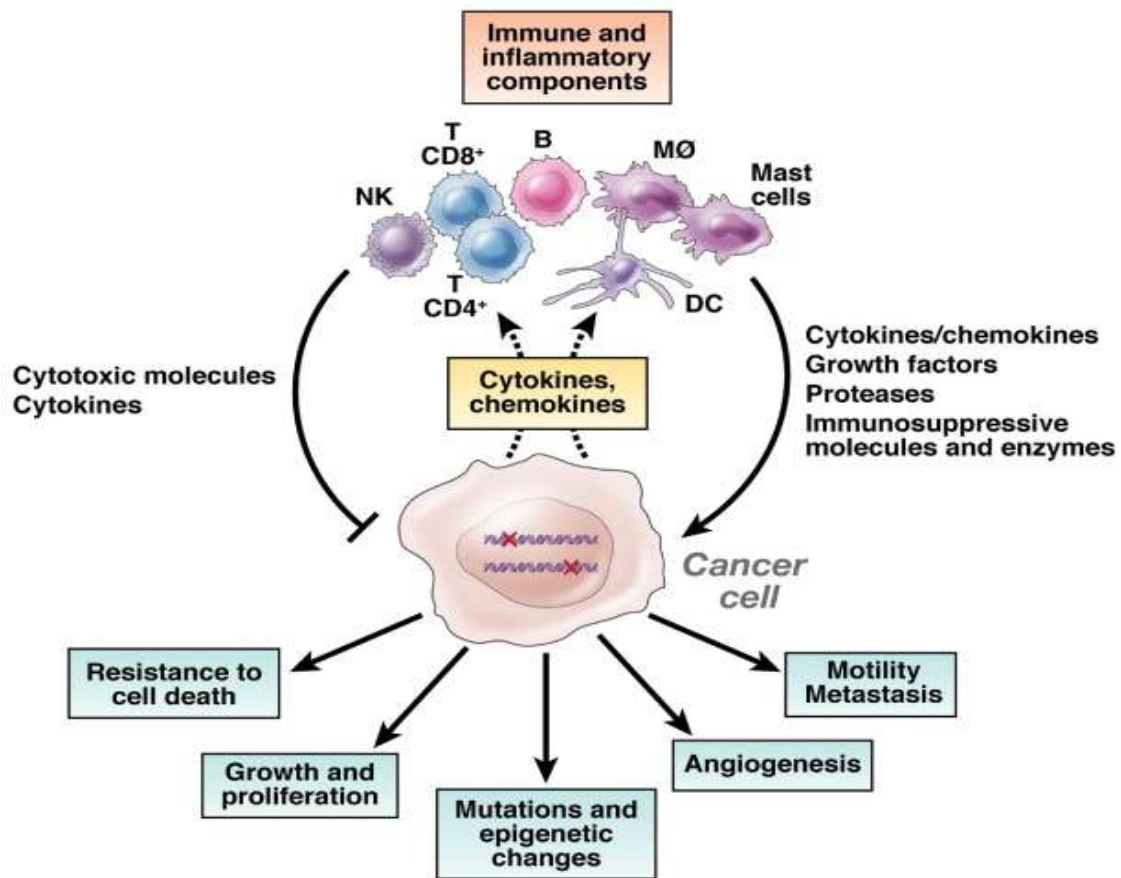 Immune and
inflammatory
components
T
CD8⁺
B
MØ
Mast
cells
NK
T
CD4⁺
DC
Cytotoxic molecules
Cytokines
Cytokines,
chemokines
Cytokines/chemokines
Growth factors
Proteases
Immunosuppressive
molecules and enzymes
Cancer
cell
Resistance to
cell death
Growth and
proliferation
Mutations and
epigenetic
changes
Angiogenesis
Motility
Metastasis